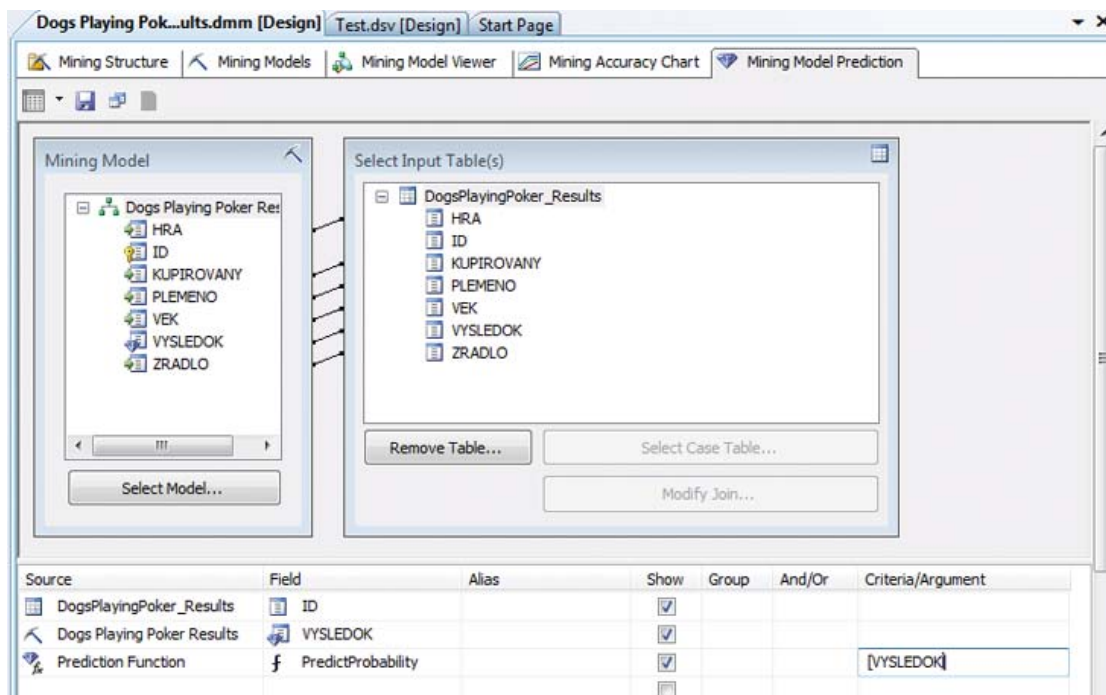 Dogs Playing Pok...ults.dmm [Design] Test.dsv [Design] Start Page
Mining Structure Mining Models Mining Model Viewer Mining Accuracy Chart Mining Model Prediction
Mining Model
Dogs Playing Poker Res
HRA
ID
KUPIROVANY
PLEMENO
VEK
VYSLEDOK
ZRADLO
Select Model...
Select Input Table(s)
DogsPlayingPoker_Results
HRA
ID
KUPIROVANY
PLEMENO
VEK
VYSLEDOK
ZRADLO
Remove Table... Select Case Table...
Modify Join...
Source Field Alias Show Group And/Or Criteria/Argument
DogsPlayingPoker_Results ID
Dogs Playing Poker Results VYSLEDOK
Prediction Function PredictProbability [VYSLEDOK]